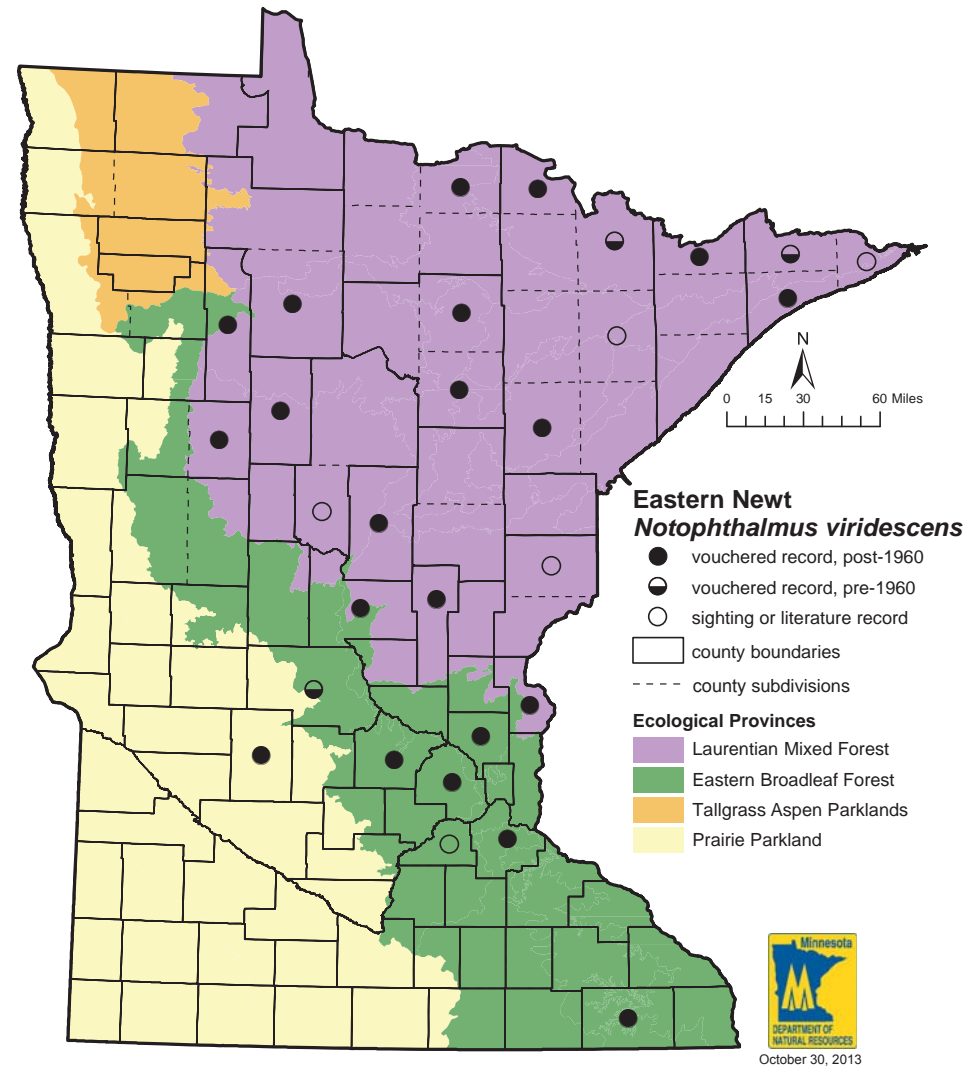 N
0 15 30 60 Miles
Eastern Newt
Notophthalmus viridescens
vouchered record, post-1960
vouchered record, pre-1960
sighting or literature record
county boundaries
county subdivisions
Ecological Provinces
Laurentian Mixed Forest
Eastern Broadleaf Forest
Tallgrass Aspen Parklands
Prairie Parkland
Minnesota
M
DEPARTMENT OF
NATURAL RESOURCES
October 30, 2013